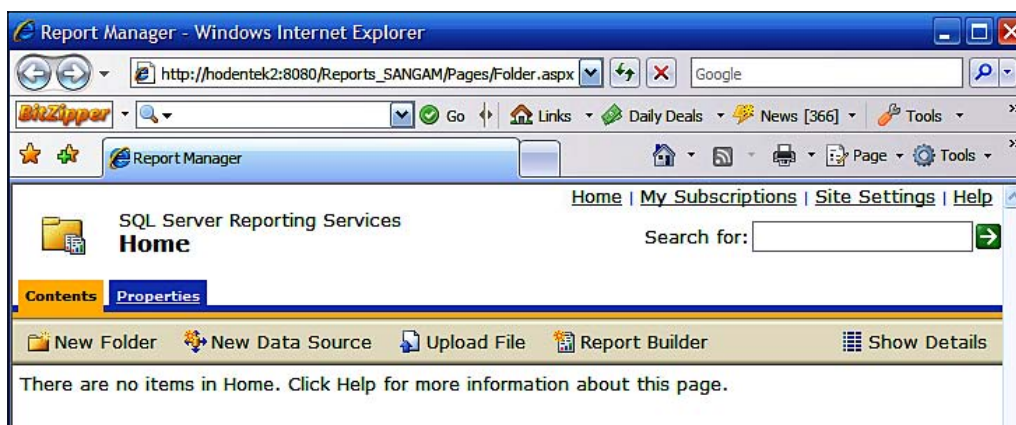 Report Manager - Windows Internet Explorer
http://hodentek2:8080/Reports_SANGAM/Pages/Folder.aspx Google
BitZipper Go Links Daily Deals News [366] Tools »
Report Manager Page Tools »
Home | My Subscriptions | Site Settings | Help
SQL Server Reporting Services
Home
Search for:
Contents Properties
New Folder New Data Source Upload File Report Builder Show Details
There are no items in Home. Click Help for more information about this page.